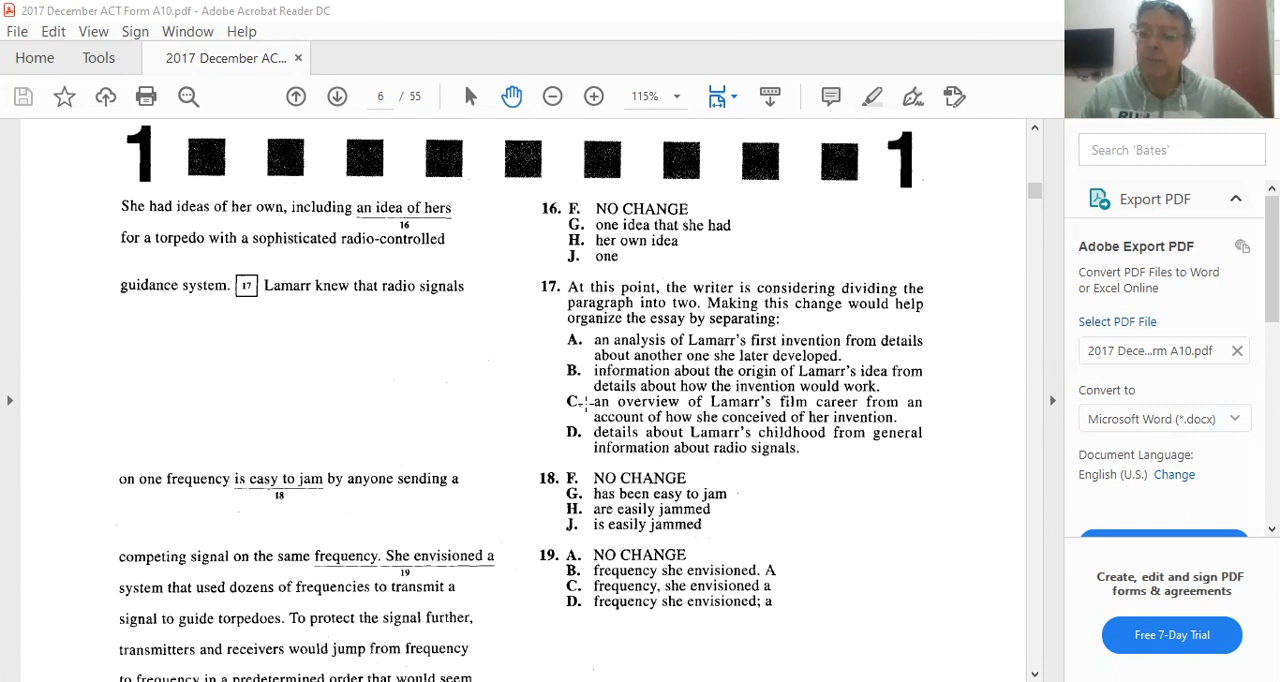 2017 December ACT Form A10.pdf - Adobe Acrobat Reader DC
File Edit View Sign Window Help
Home Tools 2017 December AC... ×
6 / 55 115%
1 1
She had ideas of her own, including an idea of hers
16
for a torpedo with a sophisticated radio-controlled
guidance system. 17 Lamarr knew that radio signals
on one frequency is easy to jam by anyone sending a
18
competing signal on the same frequency. She envisioned a
19
system that used dozens of frequencies to transmit a
signal to guide torpedoes. To protect the signal further,
transmitters and receivers would jump from frequency
to frequency in a predetermined order that would seem
16. F. NO CHANGE
G. one idea that she had
H. her own idea
J. one
17. At this point, the writer is considering dividing the
paragraph into two. Making this change would help
organize the essay by separating:
A. an analysis of Lamarr's first invention from details
about another one she later developed.
B. information about the origin of Lamarr's idea from
details about how the invention would work.
C. an overview of Lamarr's film career from an
account of how she conceived of her invention.
D. details about Lamarr's childhood from general
information about radio signals.
18. F. NO CHANGE
G. has been easy to jam
H. are easily jammed
J. is easily jammed
19. A. NO CHANGE
B. frequency she envisioned. A
C. frequency, she envisioned a
D. frequency she envisioned; a
Search 'Bates'
Export PDF
Adobe Export PDF
Convert PDF Files to Word
or Excel Online
Select PDF File
2017 Dece...rm A10.pdf ×
Convert to
Microsoft Word (*.docx)
Document Language:
English (U.S.) Change
Create, edit and sign PDF
forms & agreements
Free 7-Day Trial